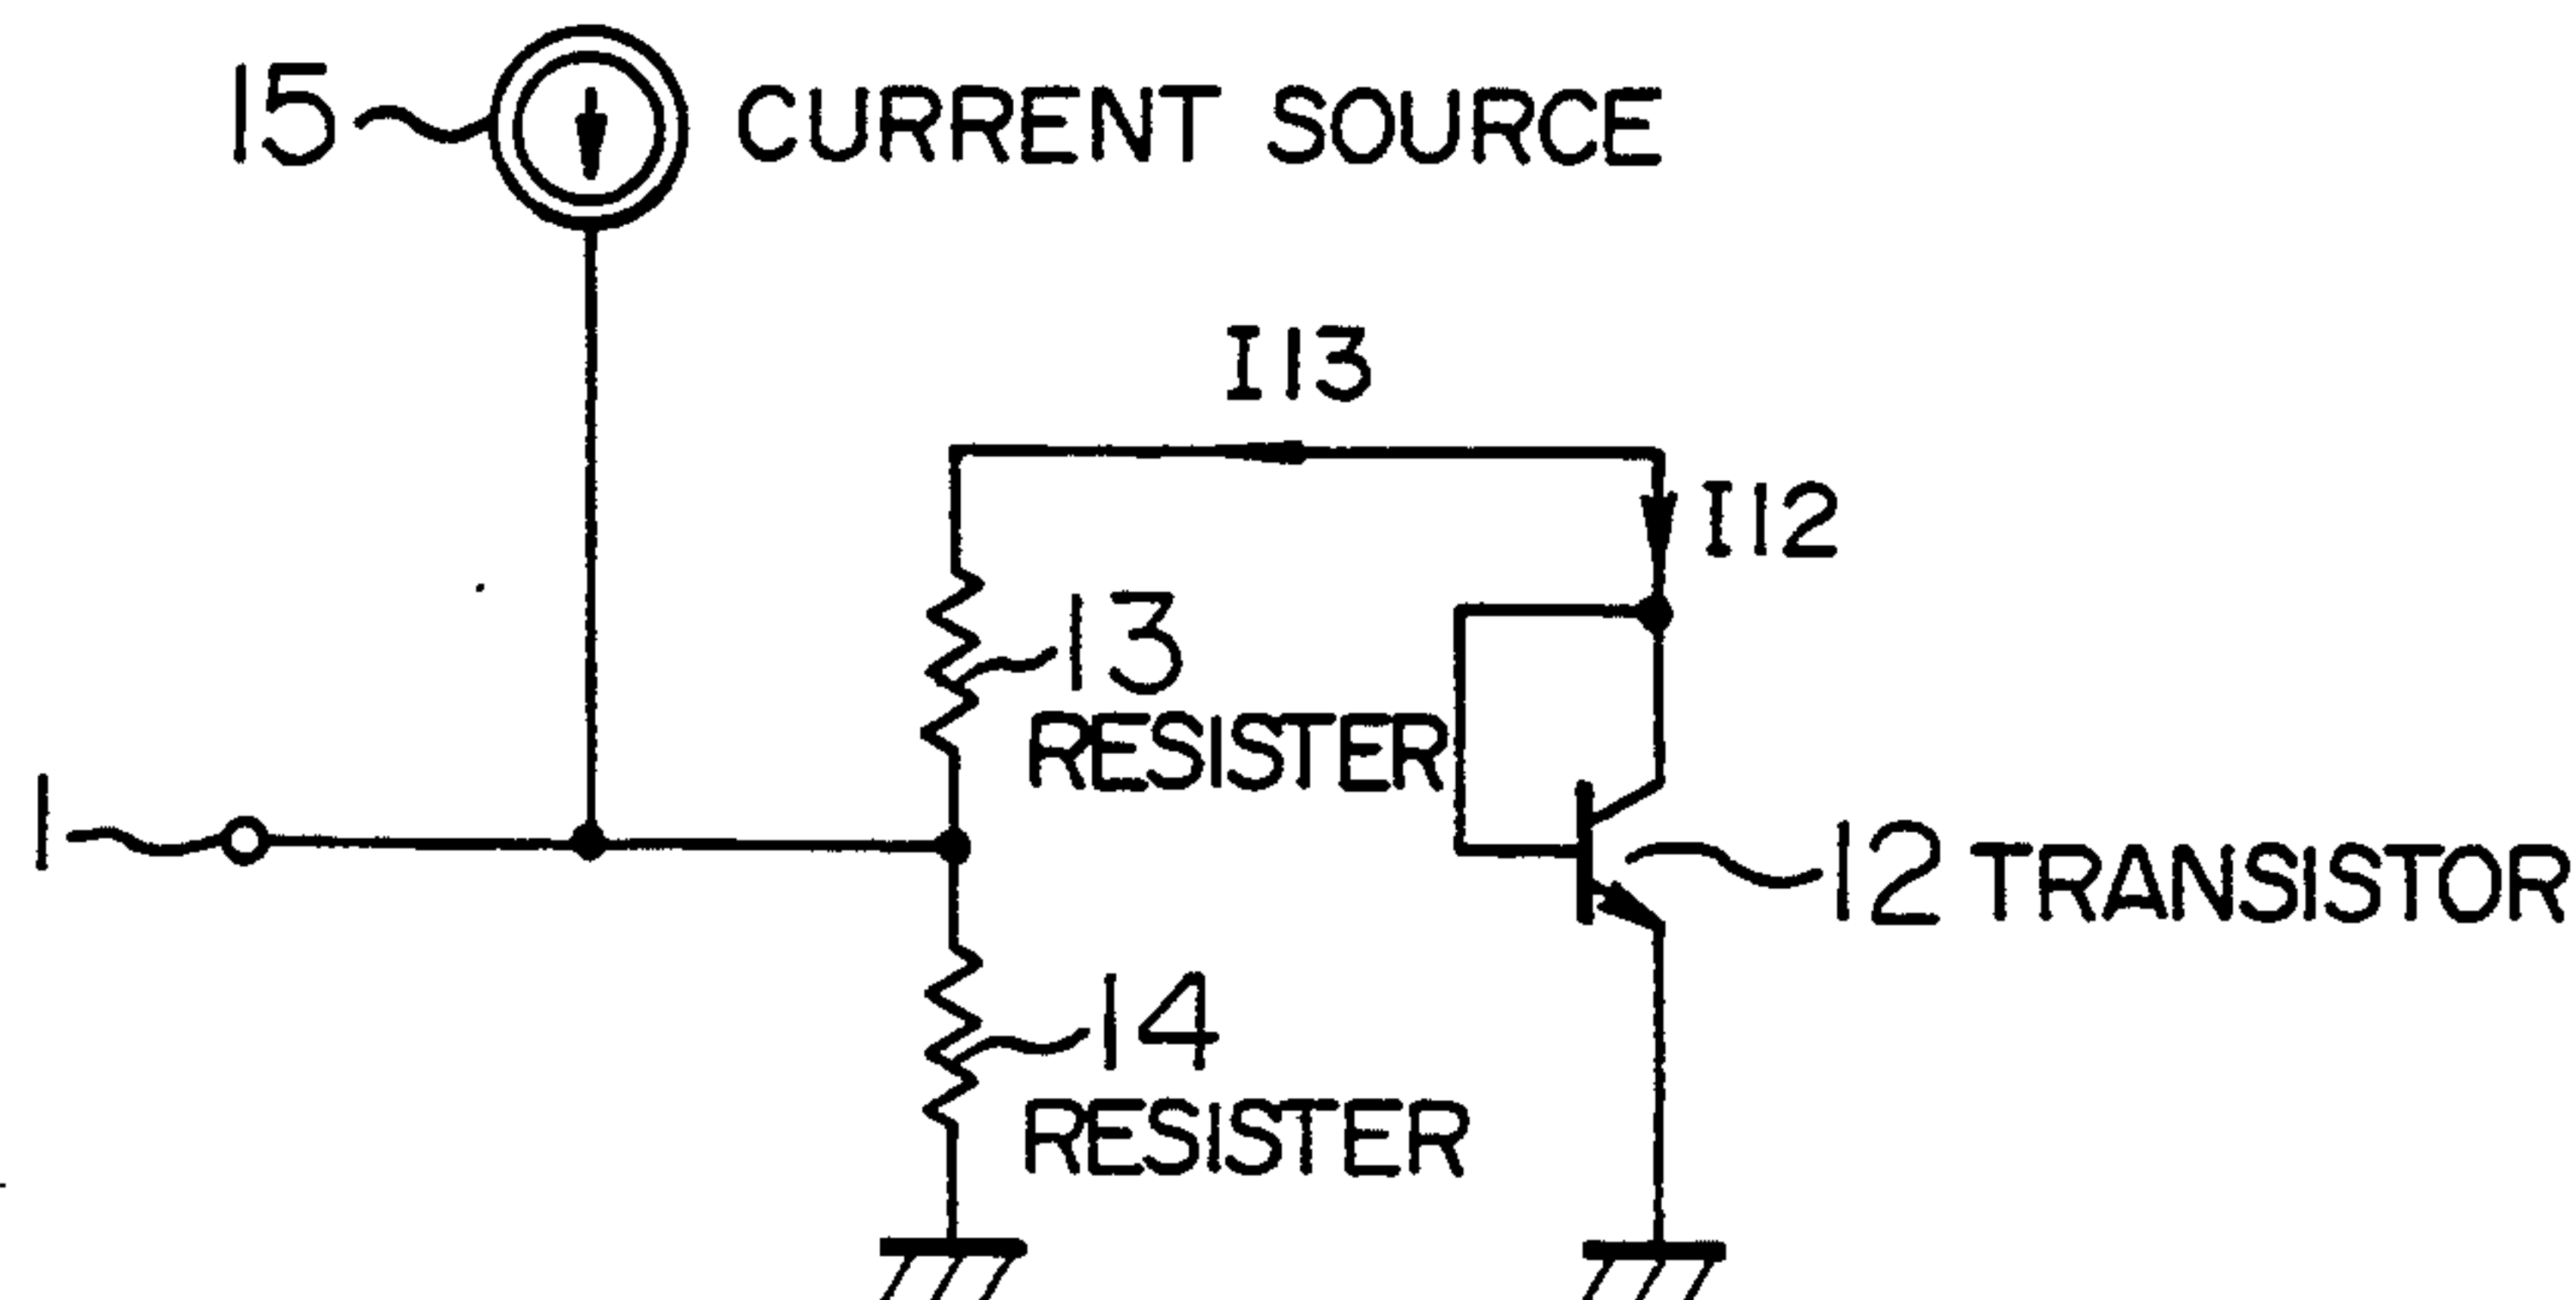 15 CURRENT SOURCE
I13
I12
13
RESISTER
1
12 TRANSISTOR
14
RESISTER